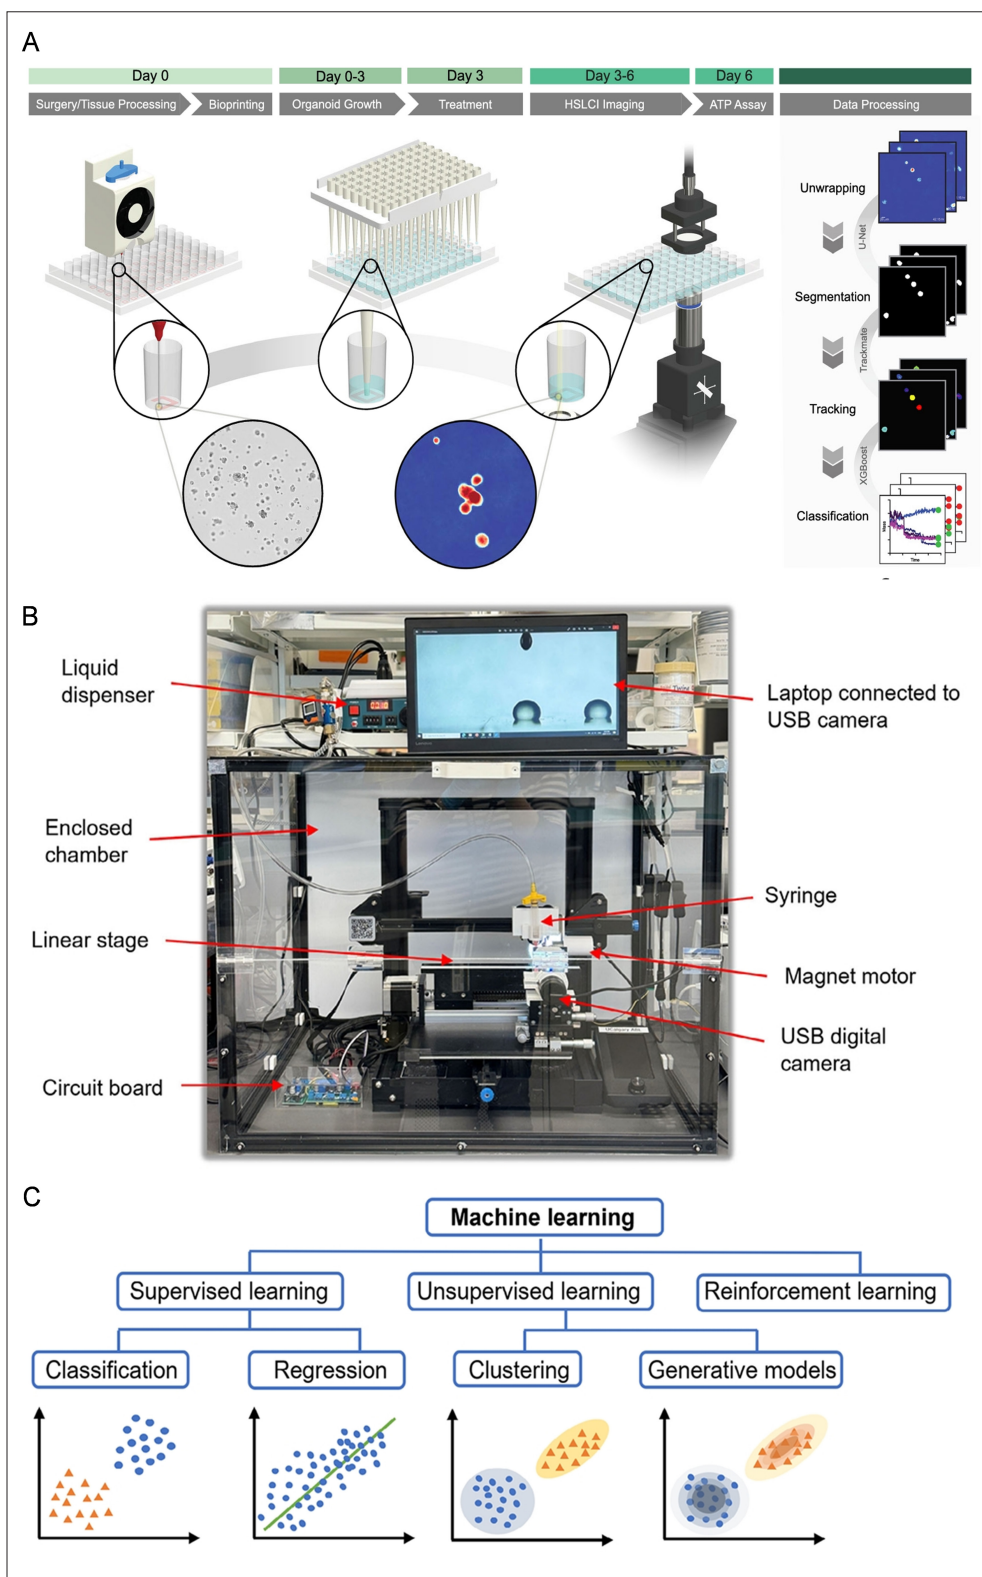 A
Day 0
Day 0-3
Day 3
Day 3-6
Day 6
Surgery/Tissue Processing
Bioprinting
Organoid Growth
Treatment
HSLCI Imaging
ATP Assay
Data Processing
Unwrapping
U-Net
Segmentation
Trackmate
Tracking
XGBoost
Classification
Mass
Time
B
Liquid
dispenser
Laptop connected to
USB camera
Enclosed
chamber
Syringe
Linear stage
Magnet motor
USB digital
camera
Circuit board
C
Machine learning
Supervised learning
Unsupervised learning
Reinforcement learning
Classification
Regression
Clustering
Generative models